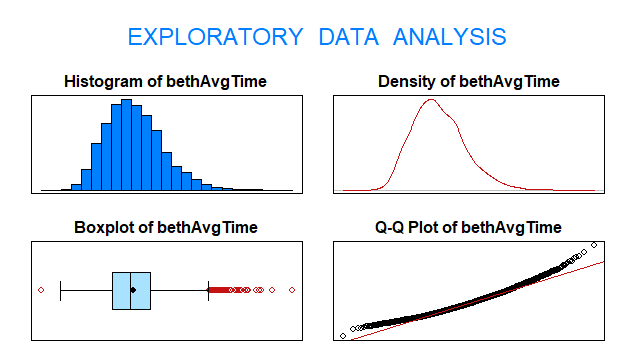 EXPLORATORY DATA ANALYSIS
Histogram of bethAvgTime
Density of bethAvgTime
Boxplot of bethAvgTime
Q-Q Plot of bethAvgTime